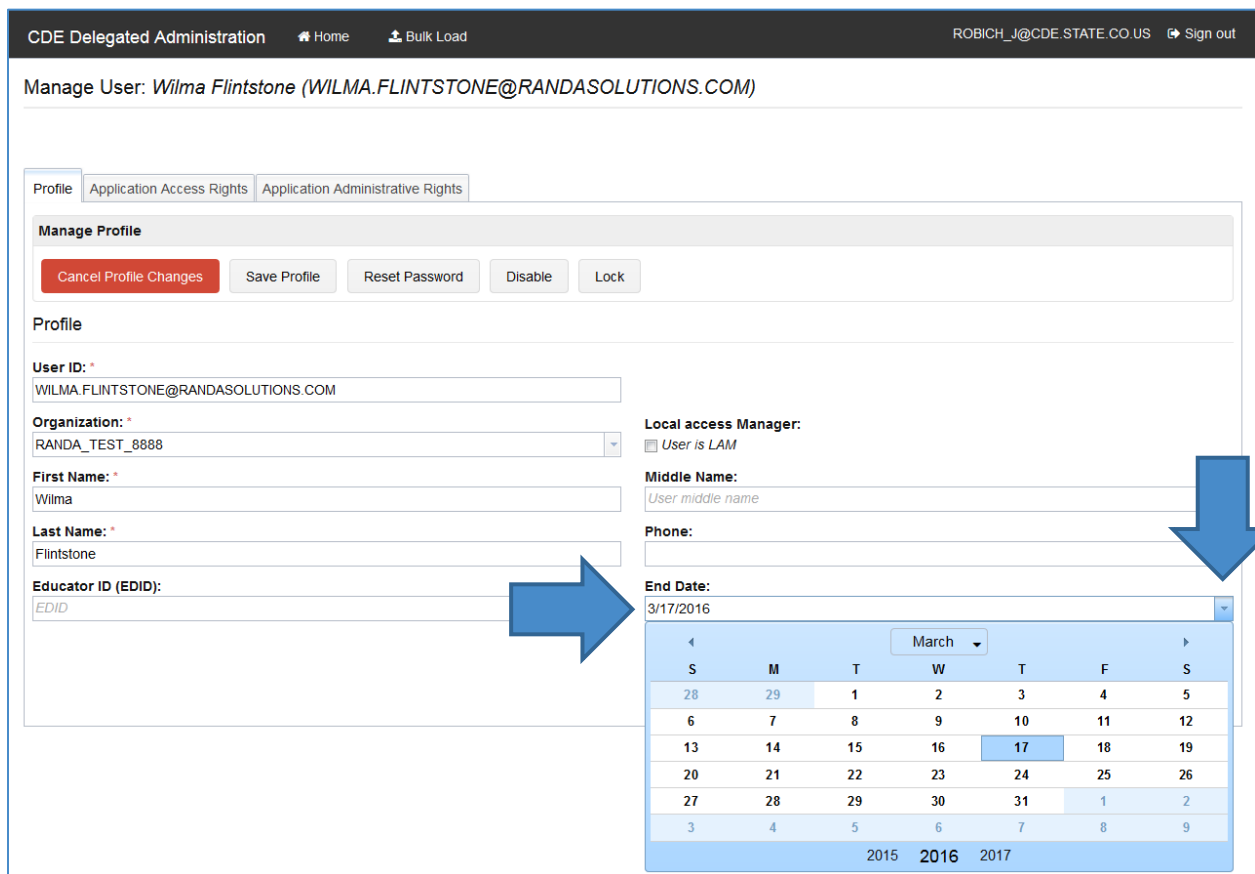 CDE Delegated Administration Home Bulk Load ROBICH_J@CDE.STATE.CO.US Sign out
Manage User: Wilma Flintstone (WILMA.FLINTSTONE@RANDASOLUTIONS.COM)
Profile Application Access Rights Application Administrative Rights
Manage Profile
Cancel Profile Changes Save Profile Reset Password Disable Lock
Profile
User ID: *
WILMA.FLINTSTONE@RANDASOLUTIONS.COM
Organization: * Local access Manager:
RANDA_TEST_8888 User is LAM
First Name: * Middle Name:
Wilma User middle name
Last Name: * Phone:
Flintstone
Educator ID (EDID): End Date:
EDID 3/17/2016
March
S M T W T F S
28 29 1 2 3 4 5
6 7 8 9 10 11 12
13 14 15 16 17 18 19
20 21 22 23 24 25 26
27 28 29 30 31 1 2
3 4 5 6 7 8 9
2015 2016 2017